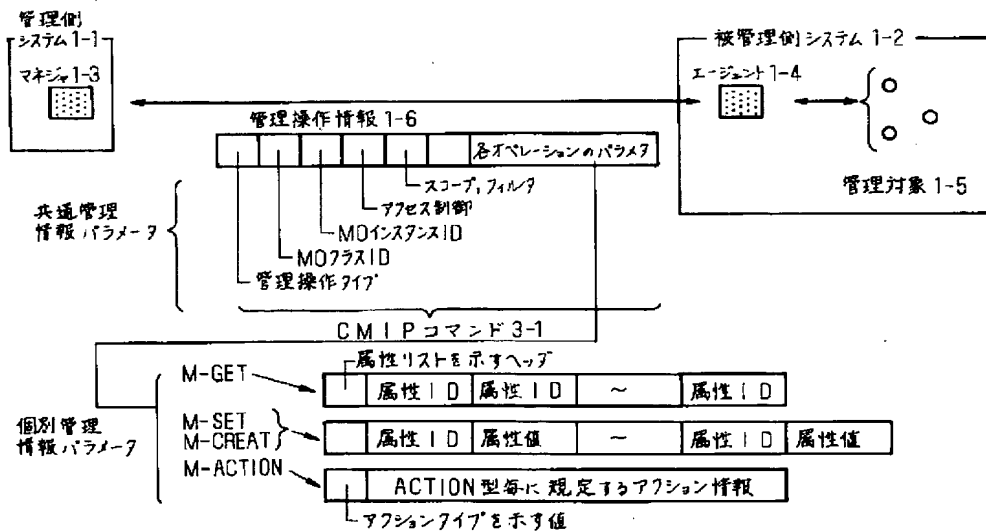 管理側
システム1-1
マネジャ1-3
被管理側システム1-2
エージェント1-4
管理対象1-5
管理操作情報1-6
各オペレーションのパラメタ
スコープ,フィルタ
アクセス制御
MOインスタンスID
MOクラスID
管理操作タイプ
共通管理
情報パラメータ
CMIPコマンド3-1
属性リストを示すヘッダ
M-GET
属性ID 属性ID ~ 属性ID
個別管理
情報パラメータ
M-SET
M-CREAT
属性ID 属性値 ~ 属性ID 属性値
M-ACTION
ACTION型毎に規定するアクション情報
アクションタイプを示す値